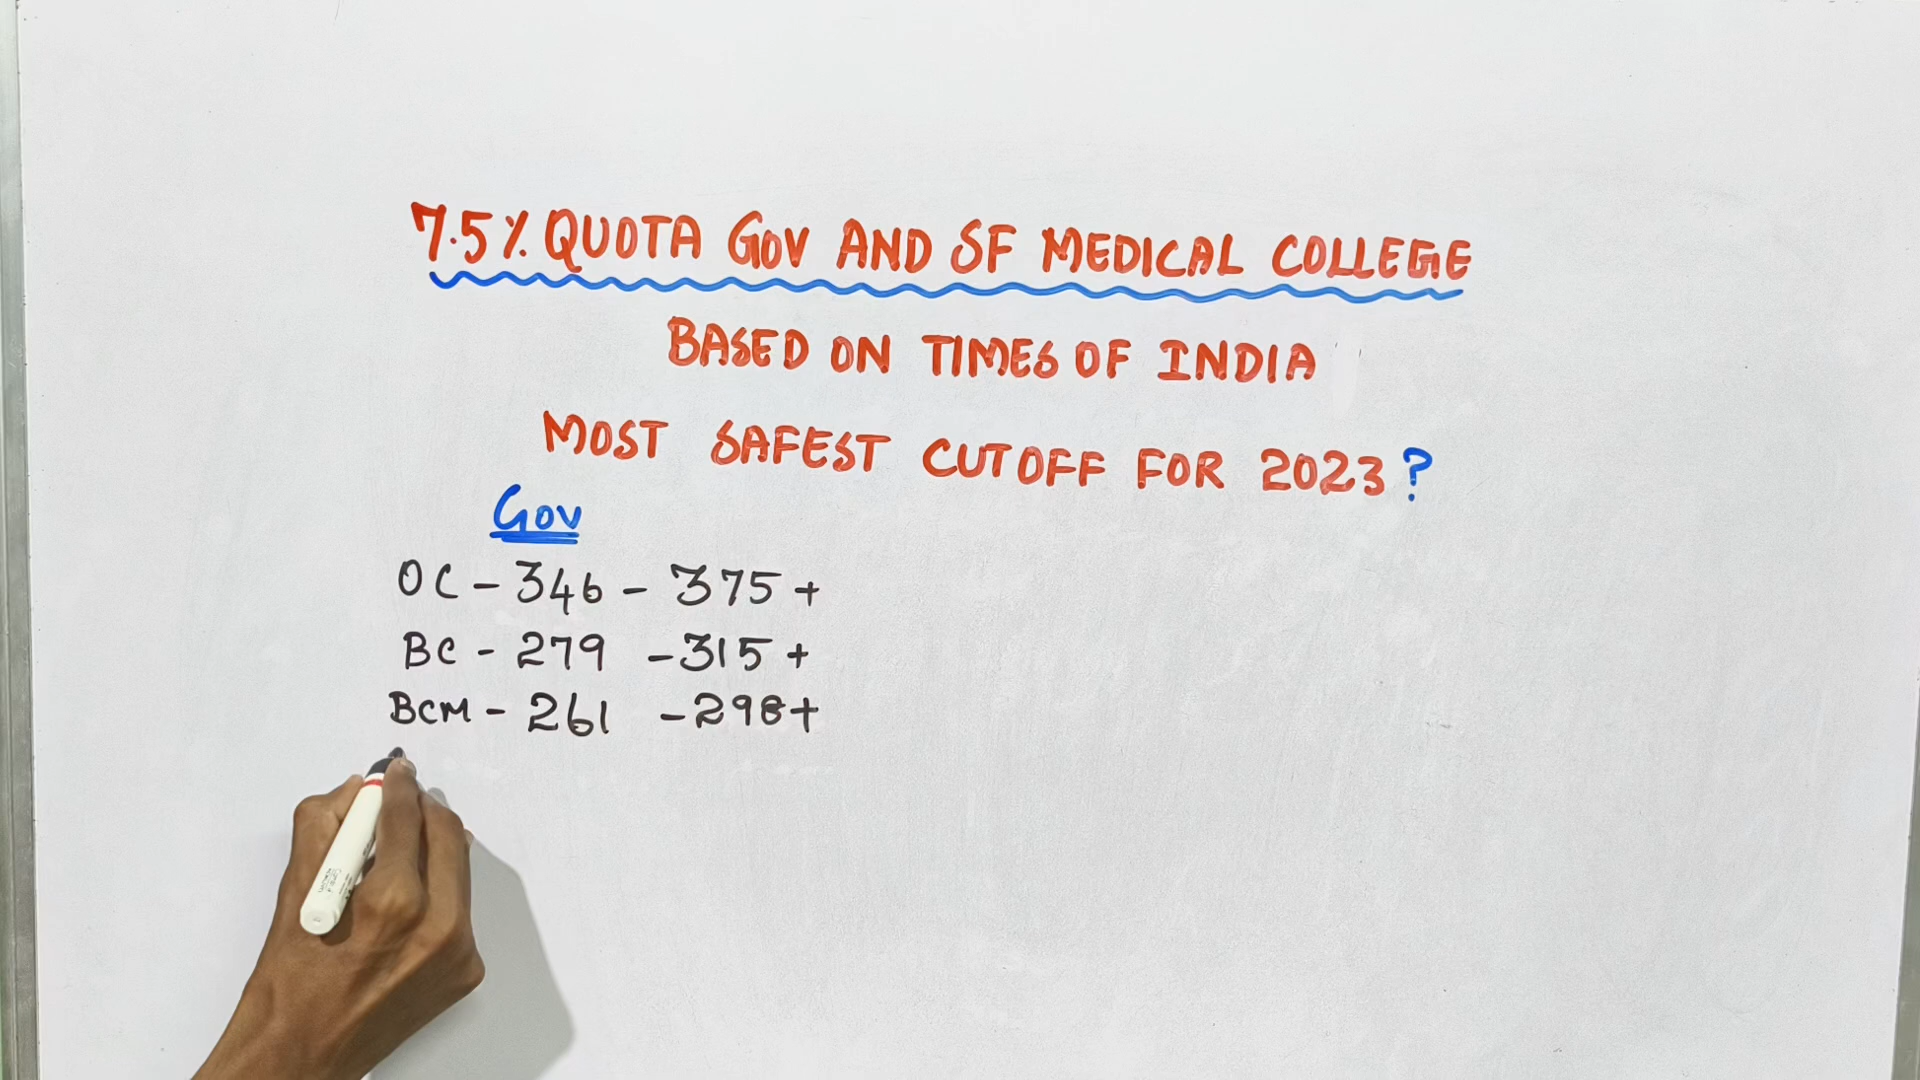 7.5% QUOTA GOV AND SF MEDICAL COLLEGE
BASED ON TIMES OF INDIA
MOST SAFEST CUTOFF FOR 2023?
Gov
OC - 346 - 375 +
BC - 279 - 315 +
BCM - 261 - 298+